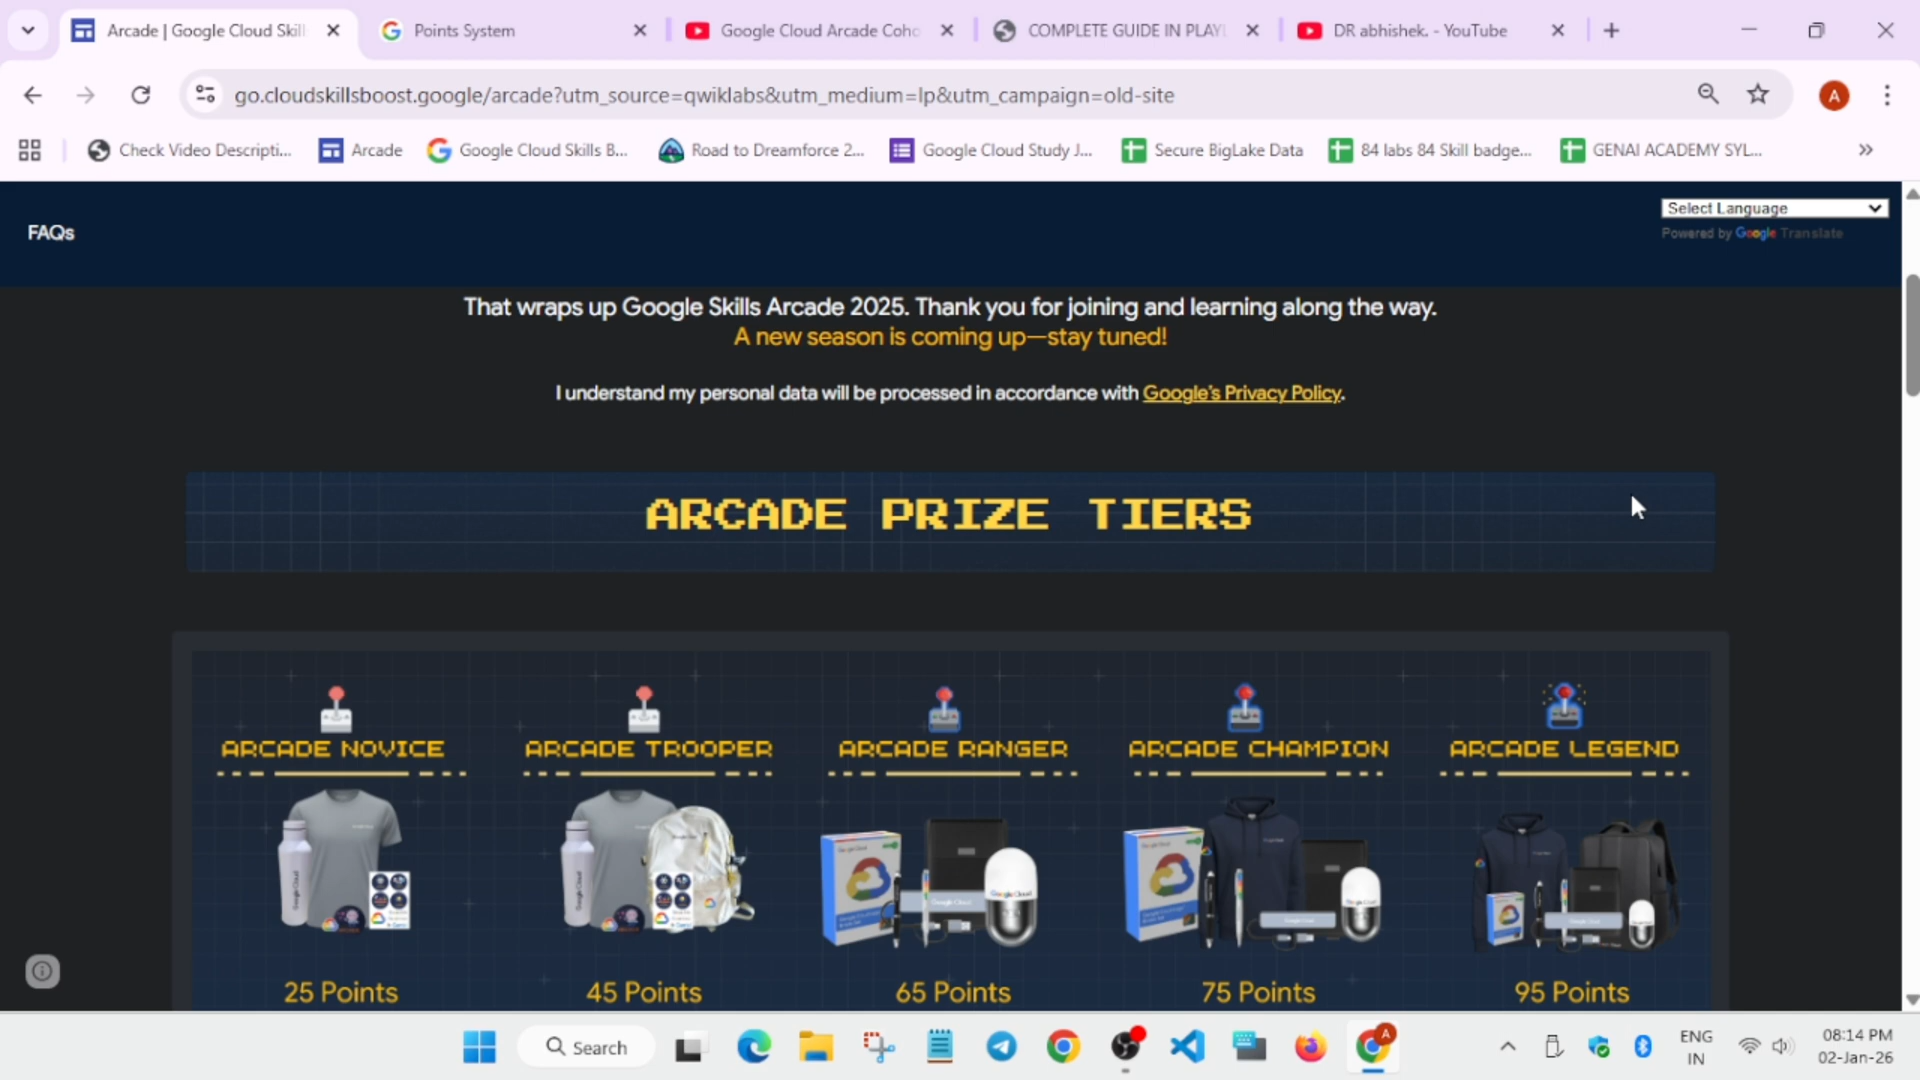 Arcade | Google Cloud Skill
Points System
Google Cloud Arcade Coho
COMPLETE GUIDE IN PLAYL
DR abhishek. - YouTube
go.cloudskillsboost.google/arcade?utm_source=qwiklabs&utm_medium=lp&utm_campaign=old-site
A
Check Video Descripti...
Arcade
Google Cloud Skills B...
Road to Dreamforce 2...
Google Cloud Study J...
Secure BigLake Data
84 labs 84 Skill badge...
GENAI ACADEMY SYL...
FAQs
Select Language
Powered by Google Translate
That wraps up Google Skills Arcade 2025. Thank you for joining and learning along the way.
A new season is coming up—stay tuned!
I understand my personal data will be processed in accordance with Google's Privacy Policy.
ARCADE PRIZE TIERS
ARCADE NOVICE
ARCADE TROOPER
ARCADE RANGER
ARCADE CHAMPION
ARCADE LEGEND
25 Points
45 Points
65 Points
75 Points
95 Points
Search
A
ENG
IN
08:14 PM
02-Jan-26